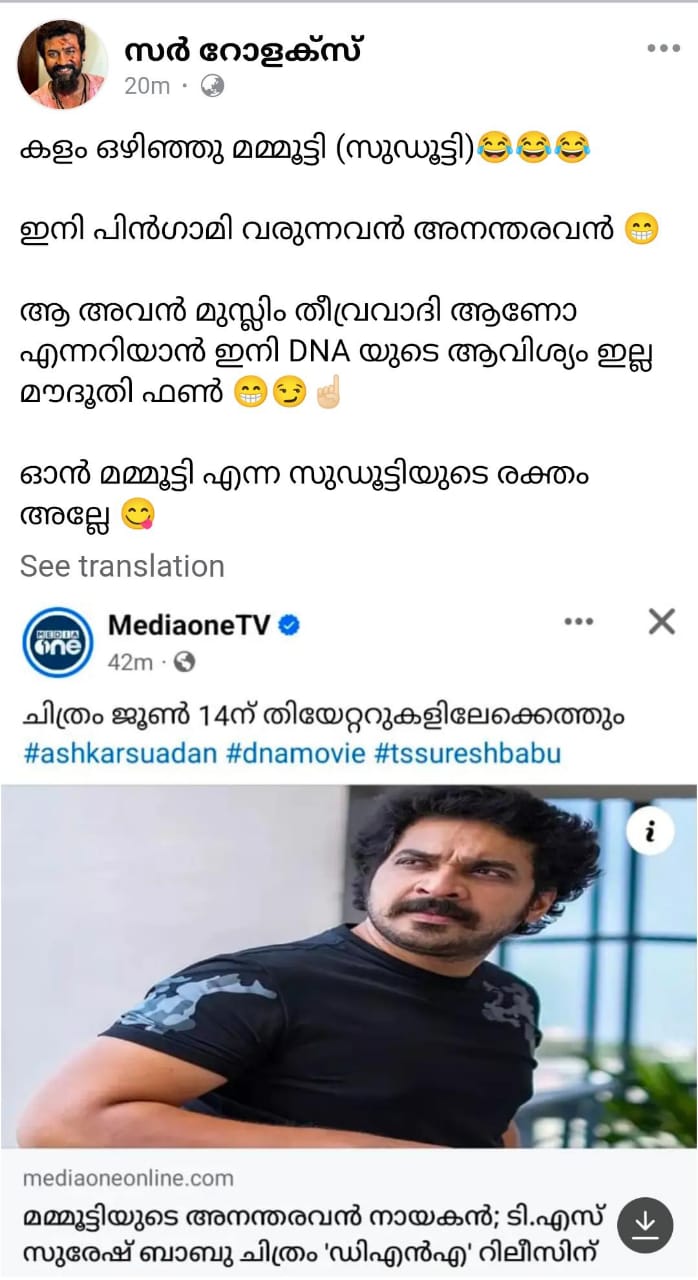 സർ റോളക്സ്
20m
കളം ഒഴിഞ്ഞു മമ്മൂട്ടി (സുഡൂട്ടി)😂😂😂
ഇനി പിൻഗാമി വരുന്നവൻ അനന്തരവൻ 😁
ആ അവൻ മുസ്ലിം തീവ്രവാദി ആണോ
എന്നറിയാൻ ഇനി DNA യുടെ ആവിശ്യം ഇല്ല
മൗദൂതി ഫൺ 😁😏☝🏻
ഓൻ മമ്മൂട്ടി എന്ന സുഡൂട്ടിയുടെ രക്തം
അല്ലേ 😋
See translation
MEDIA one
MediaoneTV
42m
ചിത്രം ജൂൺ 14ന് തിയേറ്ററുകളിലേക്കെത്തും
#ashkarsuadan #dnamovie #tssureshbabu
mediaoneonline.com
മമ്മൂട്ടിയുടെ അനന്തരവൻ നായകൻ; ടി.എസ്
സുരേഷ് ബാബു ചിത്രം 'ഡിഎൻഎ' റിലീസിന്